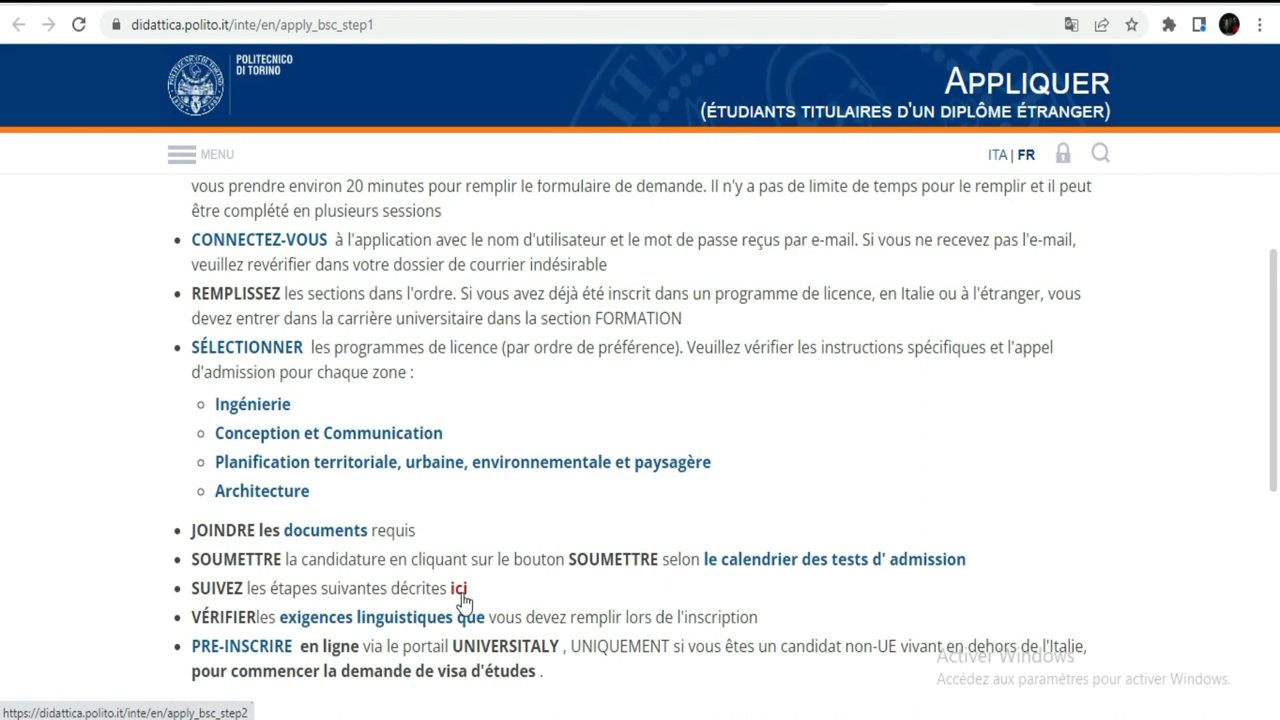 didattica.polito.it/inte/en/apply_bsc_step1
POLITECNICO
DI TORINO
APPLIQUER
(ÉTUDIANTS TITULAIRES D'UN DIPLÔME ÉTRANGER)
MENU
ITA | FR
vous prendre environ 20 minutes pour remplir le formulaire de demande. Il n'y a pas de limite de temps pour le remplir et il peut
être complété en plusieurs sessions
• CONNECTEZ-VOUS à l'application avec le nom d'utilisateur et le mot de passe reçus par e-mail. Si vous ne recevez pas l'e-mail,
veuillez revérifier dans votre dossier de courrier indésirable
• REMPLISSEZ les sections dans l'ordre. Si vous avez déjà été inscrit dans un programme de licence, en Italie ou à l'étranger, vous
devez entrer dans la carrière universitaire dans la section FORMATION
• SÉLECTIONNER les programmes de licence (par ordre de préférence). Veuillez vérifier les instructions spécifiques et l'appel
d'admission pour chaque zone :
Ingénierie
Conception et Communication
Planification territoriale, urbaine, environnementale et paysagère
Architecture
• JOINDRE les documents requis
• SOUMETTRE la candidature en cliquant sur le bouton SOUMETTRE selon le calendrier des tests d' admission
• SUIVEZ les étapes suivantes décrites ici
• VÉRIFIERles exigences linguistiques que vous devez remplir lors de l'inscription
• PRE-INSCRIRE en ligne via le portail UNIVERSITALY , UNIQUEMENT si vous êtes un candidat non-UE vivant en dehors de l'Italie,
pour commencer la demande de visa d'études .
Activer Windows
Accédez aux paramètres pour activer Windows.
https://didattica.polito.it/inte/en/apply_bsc_step2